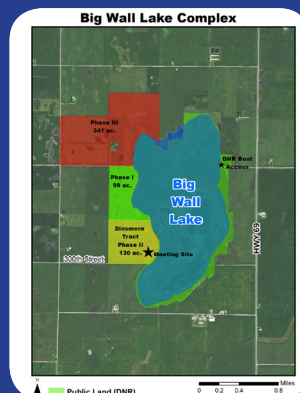 Big Wall Lake Complex
Phase III
341 ac.
DNR Boat
Access
Phase I
99 ac.
Big
Wall
Lake
Dinsmore
Tract
Phase II
130 ac.
Meeting Site
300th Street
HWY 69
N
Miles
0 0.2 0.4 0.8
Public Land (DNR)